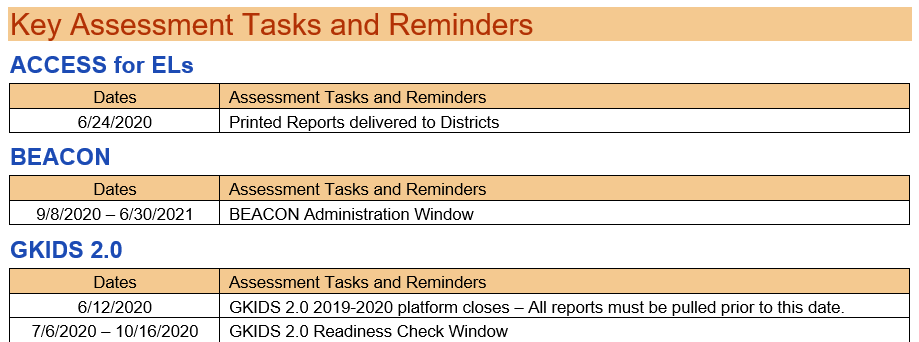 Key Assessment Tasks and Reminders
ACCESS for ELs
Dates Assessment Tasks and Reminders
6/24/2020 Printed Reports delivered to Districts
BEACON
Dates Assessment Tasks and Reminders
9/8/2020 – 6/30/2021 BEACON Administration Window
GKIDS 2.0
Dates Assessment Tasks and Reminders
6/12/2020 GKIDS 2.0 2019-2020 platform closes – All reports must be pulled prior to this date.
7/6/2020 – 10/16/2020 GKIDS 2.0 Readiness Check Window